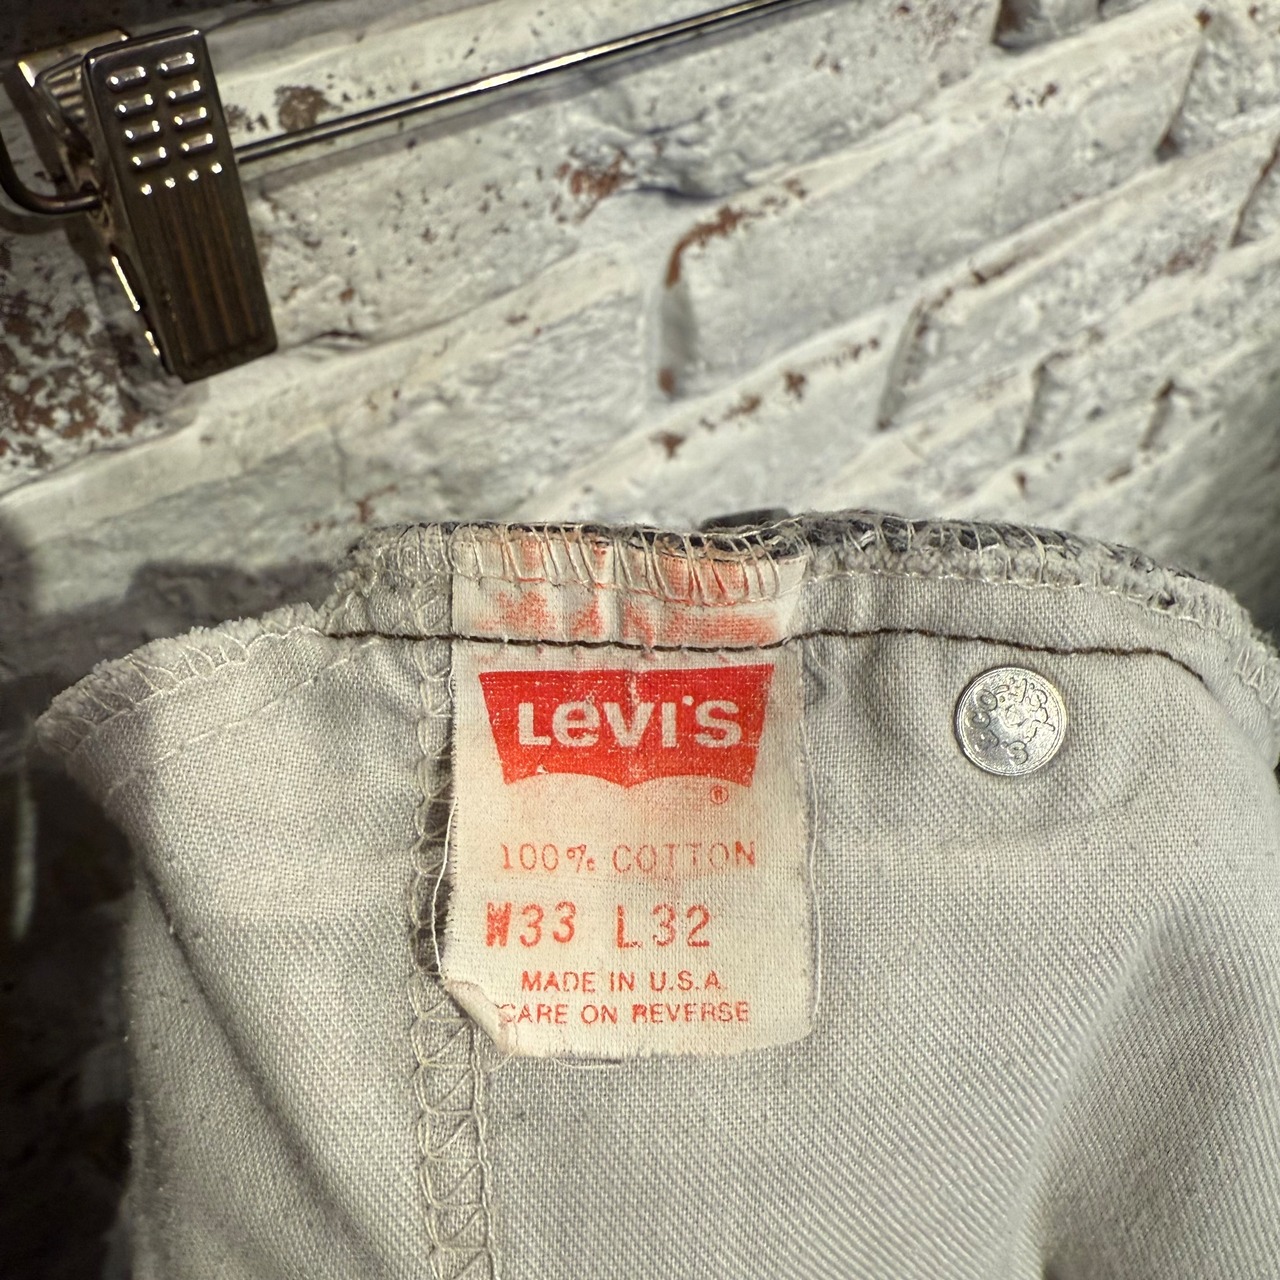 LEVI'S
®
100% COTTON
W33 L32
MADE IN U.S.A.
CARE ON REVERSE